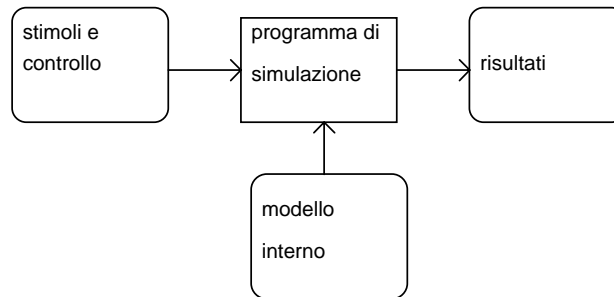 stimoli e
controllo
programma di
simulazione
risultati
modello
interno